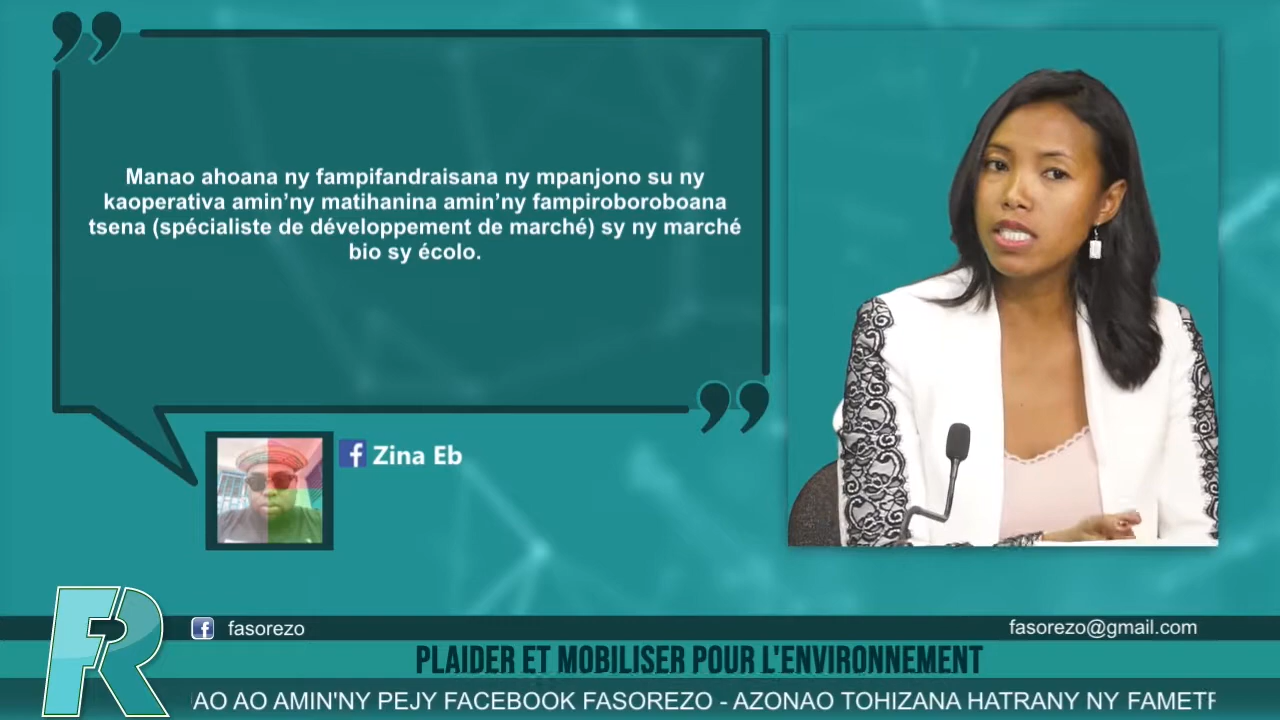 Manao ahoana ny fampifandraisana ny mpanjono su ny
kaoperativa amin’ny matihanina amin’ny fampiroboroboana
tsena (spécialiste de développement de marché) sy ny marché
bio sy écolo.
Zina Eb
FR
fasorezo
fasorezo@gmail.com
PLAIDER ET MOBILISER POUR L'ENVIRONNEMENT
AO AO AMIN'NY PEJY FACEBOOK FASOREZO - AZONAO TOHIZANA HATRANY NY